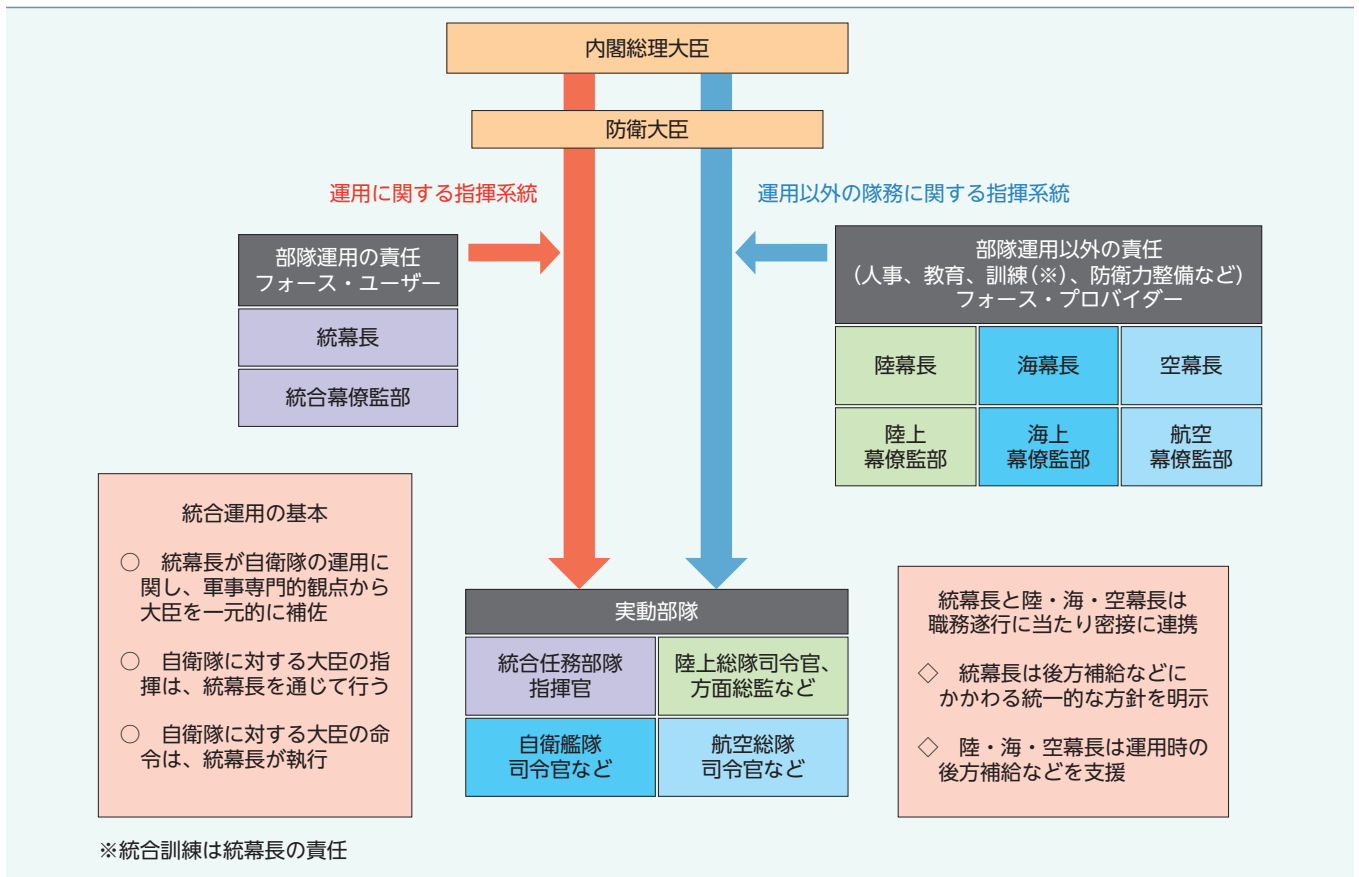 内閣総理大臣
防衛大臣
運用に関する指揮系統
運用以外の隊務に関する指揮系統
部隊運用の責任
フォース・ユーザー
統幕長
統合幕僚監部
部隊運用以外の責任
(人事、教育、訓練(※)、防衛力整備など)
フォース・プロバイダー
陸幕長
海幕長
空幕長
陸上
幕僚監部
海上
幕僚監部
航空
幕僚監部
統合運用の基本
○ 統幕長が自衛隊の運用に
関し、軍事専門的観点から
大臣を一元的に補佐
○ 自衛隊に対する大臣の指
揮は、統幕長を通じて行う
○ 自衛隊に対する大臣の命
令は、統幕長が執行
実動部隊
統合任務部隊
指揮官
陸上総隊司令官、
方面総監など
自衛艦隊
司令官など
航空総隊
司令官など
統幕長と陸・海・空幕長は
職務遂行に当たり密接に連携
◇ 統幕長は後方補給などに
かかわる統一的な方針を明示
◇ 陸・海・空幕長は運用時の
後方補給などを支援
※統合訓練は統幕長の責任